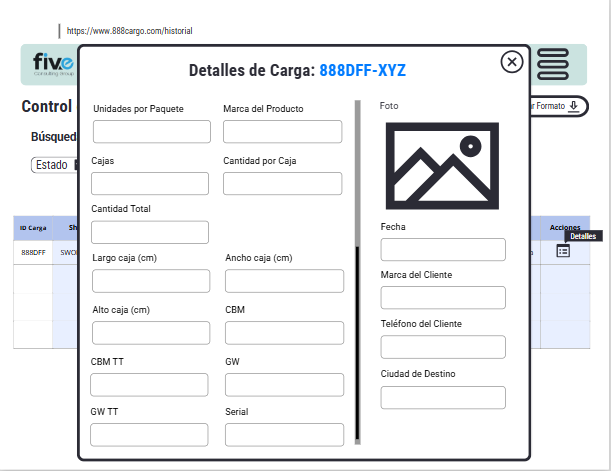 https://www.888cargo.com/historial
five
Consulting Group
Detalles de Carga: 888DFF-XYZ
Control
Formato
Búsqued
Estado
Unidades por Paquete
Marca del Producto
Foto
Cajas
Cantidad por Caja
Cantidad Total
ID Carga
Sh
Acciones
Fecha
Detalles
888DFF
SWO
Largo caja (cm)
Ancho caja (cm)
Marca del Cliente
Alto caja (cm)
CBM
Teléfono del Cliente
CBM TT
GW
Ciudad de Destino
GW TT
Serial